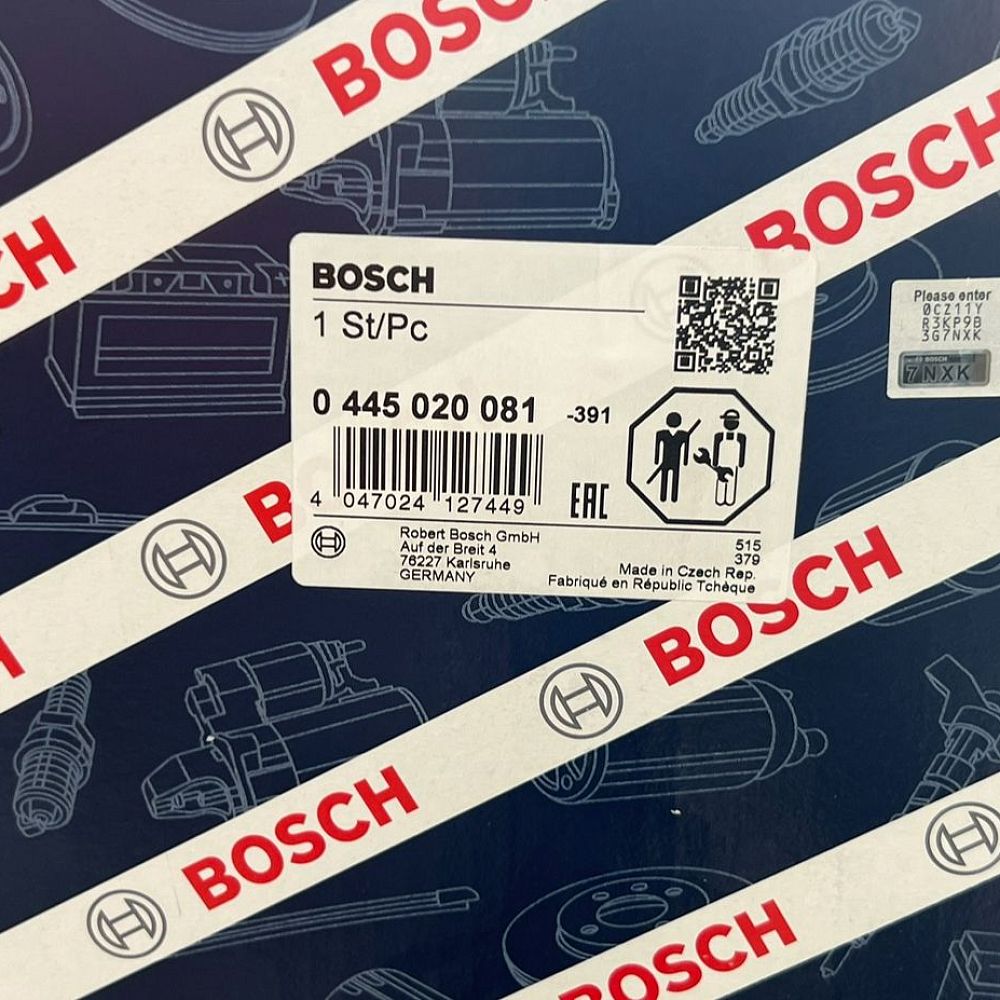 BOSCH
BOSCH
BOSCH
BOSCH
1 St/Pc
0 445 020 081 -391
4 047024 127449
EAC
Robert Bosch GmbH
Auf der Breit 4
76227 Karlsruhe
GERMANY
515
379
Made in Czech Rep.
Fabriqué en Républic Tchèque
Please enter
0CZ11Y
R3KP9B
3G7NXK
BOSCH
7NXK
BOSCH
BOSCH
BOSCH